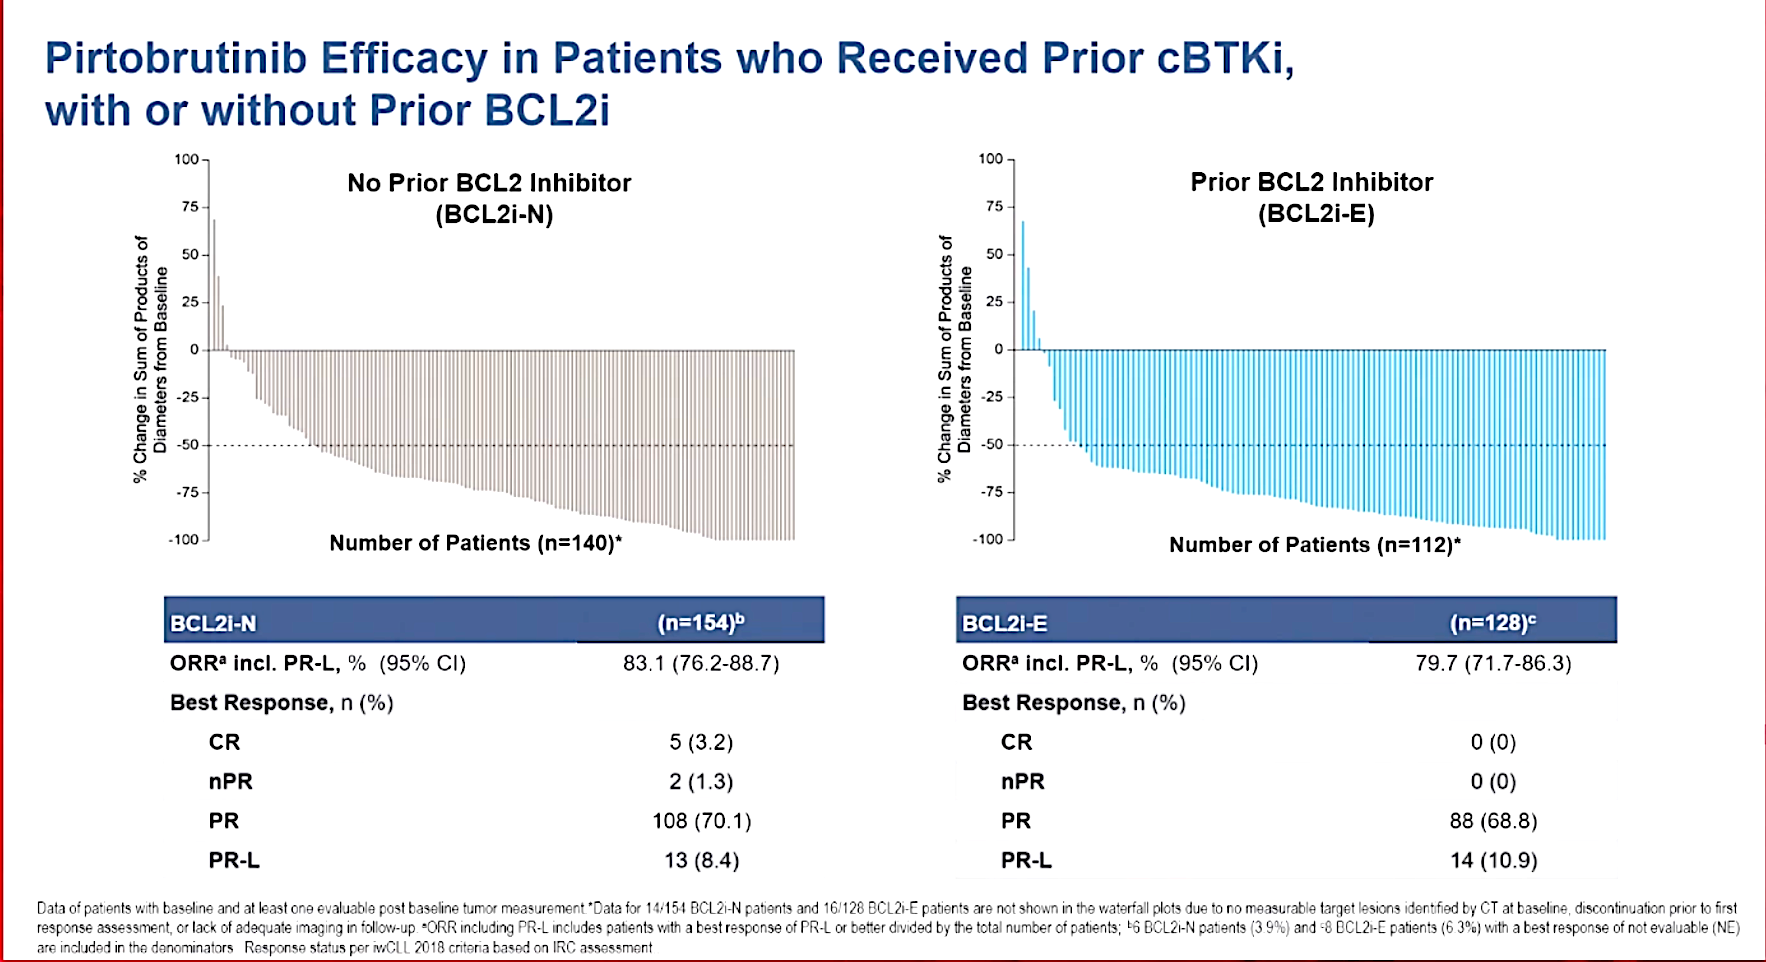 Pirtobrutinib Efficacy in Patients who Received Prior cBTKi,
with or without Prior BCL2i
No Prior BCL2 Inhibitor
(BCL2i-N)
% Change in Sum of Products of
Diameters from Baseline
100
75
50
25
0
-25
-50
-75
-100
Number of Patients (n=140)*
Prior BCL2 Inhibitor
(BCL2i-E)
% Change in Sum of Products of
Diameters from Baseline
100
75
50
25
0
-25
-50
-75
-100
Number of Patients (n=112)*
BCL2i-N (n=154)ᵇ
ORRᵃ incl. PR-L, % (95% CI) 83.1 (76.2-88.7)
Best Response, n (%)
CR 5 (3.2)
nPR 2 (1.3)
PR 108 (70.1)
PR-L 13 (8.4)
BCL2i-E (n=128)ᶜ
ORRᵃ incl. PR-L, % (95% CI) 79.7 (71.7-86.3)
Best Response, n (%)
CR 0 (0)
nPR 0 (0)
PR 88 (68.8)
PR-L 14 (10.9)
Data of patients with baseline and at least one evaluable post baseline tumor measurement *Data for 14/154 BCL2i-N patients and 16/128 BCL2i-E patients are not shown in the waterfall plots due to no measurable target lesions identified by CT at baseline, discontinuation prior to first
response assessment, or lack of adequate imaging in follow-up. ᵃORR including PR-L includes patients with a best response of PR-L or better divided by the total number of patients; ᵇ6 BCL2i-N patients (3.9%) and ᶜ8 BCL2i-E patients (6.3%) with a best response of not evaluable (NE)
are included in the denominators Response status per iwCLL 2018 criteria based on IRC assessment